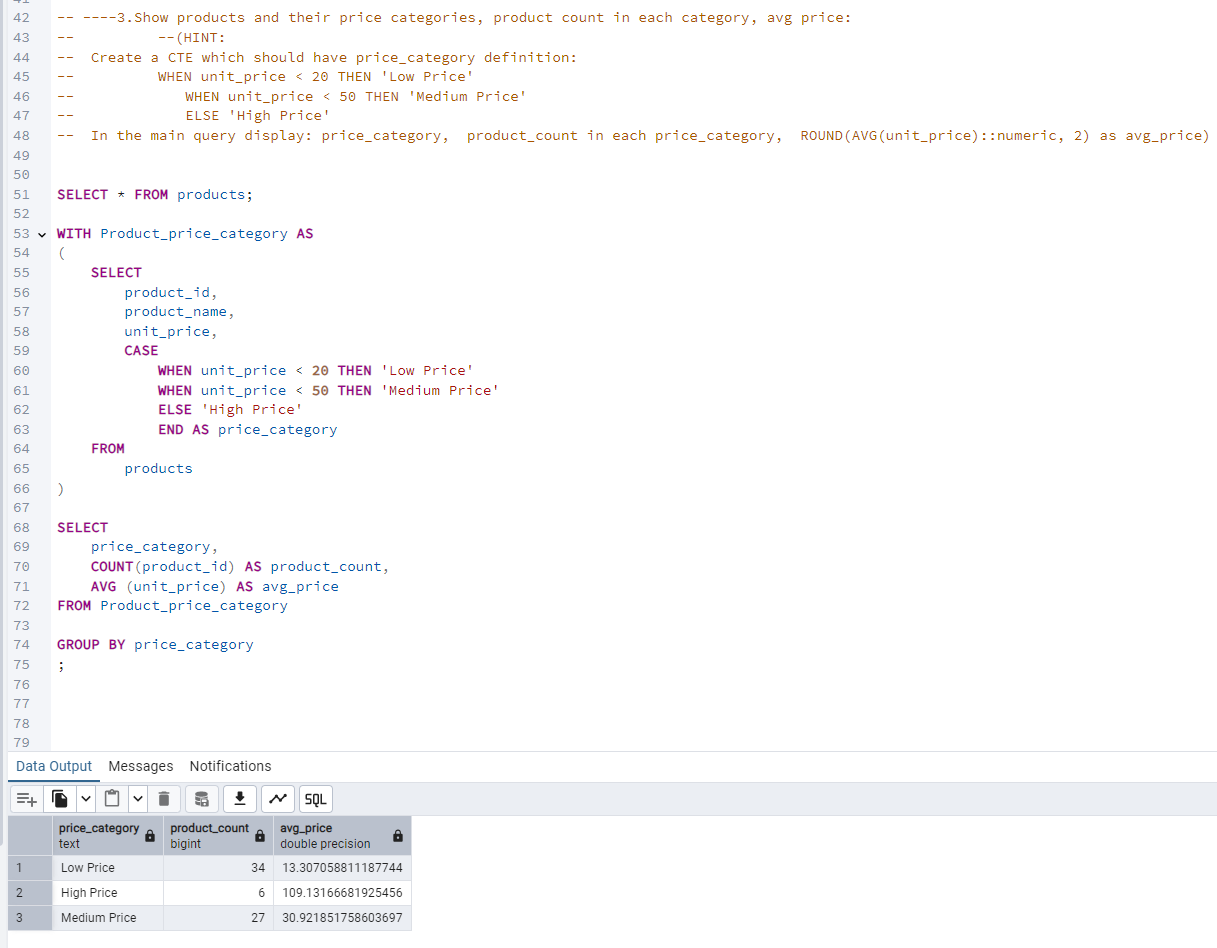 41
42 -- ----3.Show products and their price categories, product count in each category, avg price:
43 --          --(HINT:
44 --  Create a CTE which should have price_category definition:
45 --          WHEN unit_price < 20 THEN 'Low Price'
46 --             WHEN unit_price < 50 THEN 'Medium Price'
47 --             ELSE 'High Price'
48 --  In the main query display: price_category,  product_count in each price_category,  ROUND(AVG(unit_price)::numeric, 2) as avg_price)
49
50
51 SELECT * FROM products;
52
53 WITH Product_price_category AS
54 (
55     SELECT
56         product_id,
57         product_name,
58         unit_price,
59         CASE
60             WHEN unit_price < 20 THEN 'Low Price'
61             WHEN unit_price < 50 THEN 'Medium Price'
62             ELSE 'High Price'
63             END AS price_category
64     FROM
65         products
66 )
67
68 SELECT
69     price_category,
70     COUNT(product_id) AS product_count,
71     AVG (unit_price) AS avg_price
72 FROM Product_price_category
73
74 GROUP BY price_category
75 ;
76
77
78
79
Data Output Messages Notifications
SQL
price_category product_count avg_price
text bigint double precision
1 Low Price 34 13.307058811187744
2 High Price 6 109.13166681925456
3 Medium Price 27 30.921851758603697